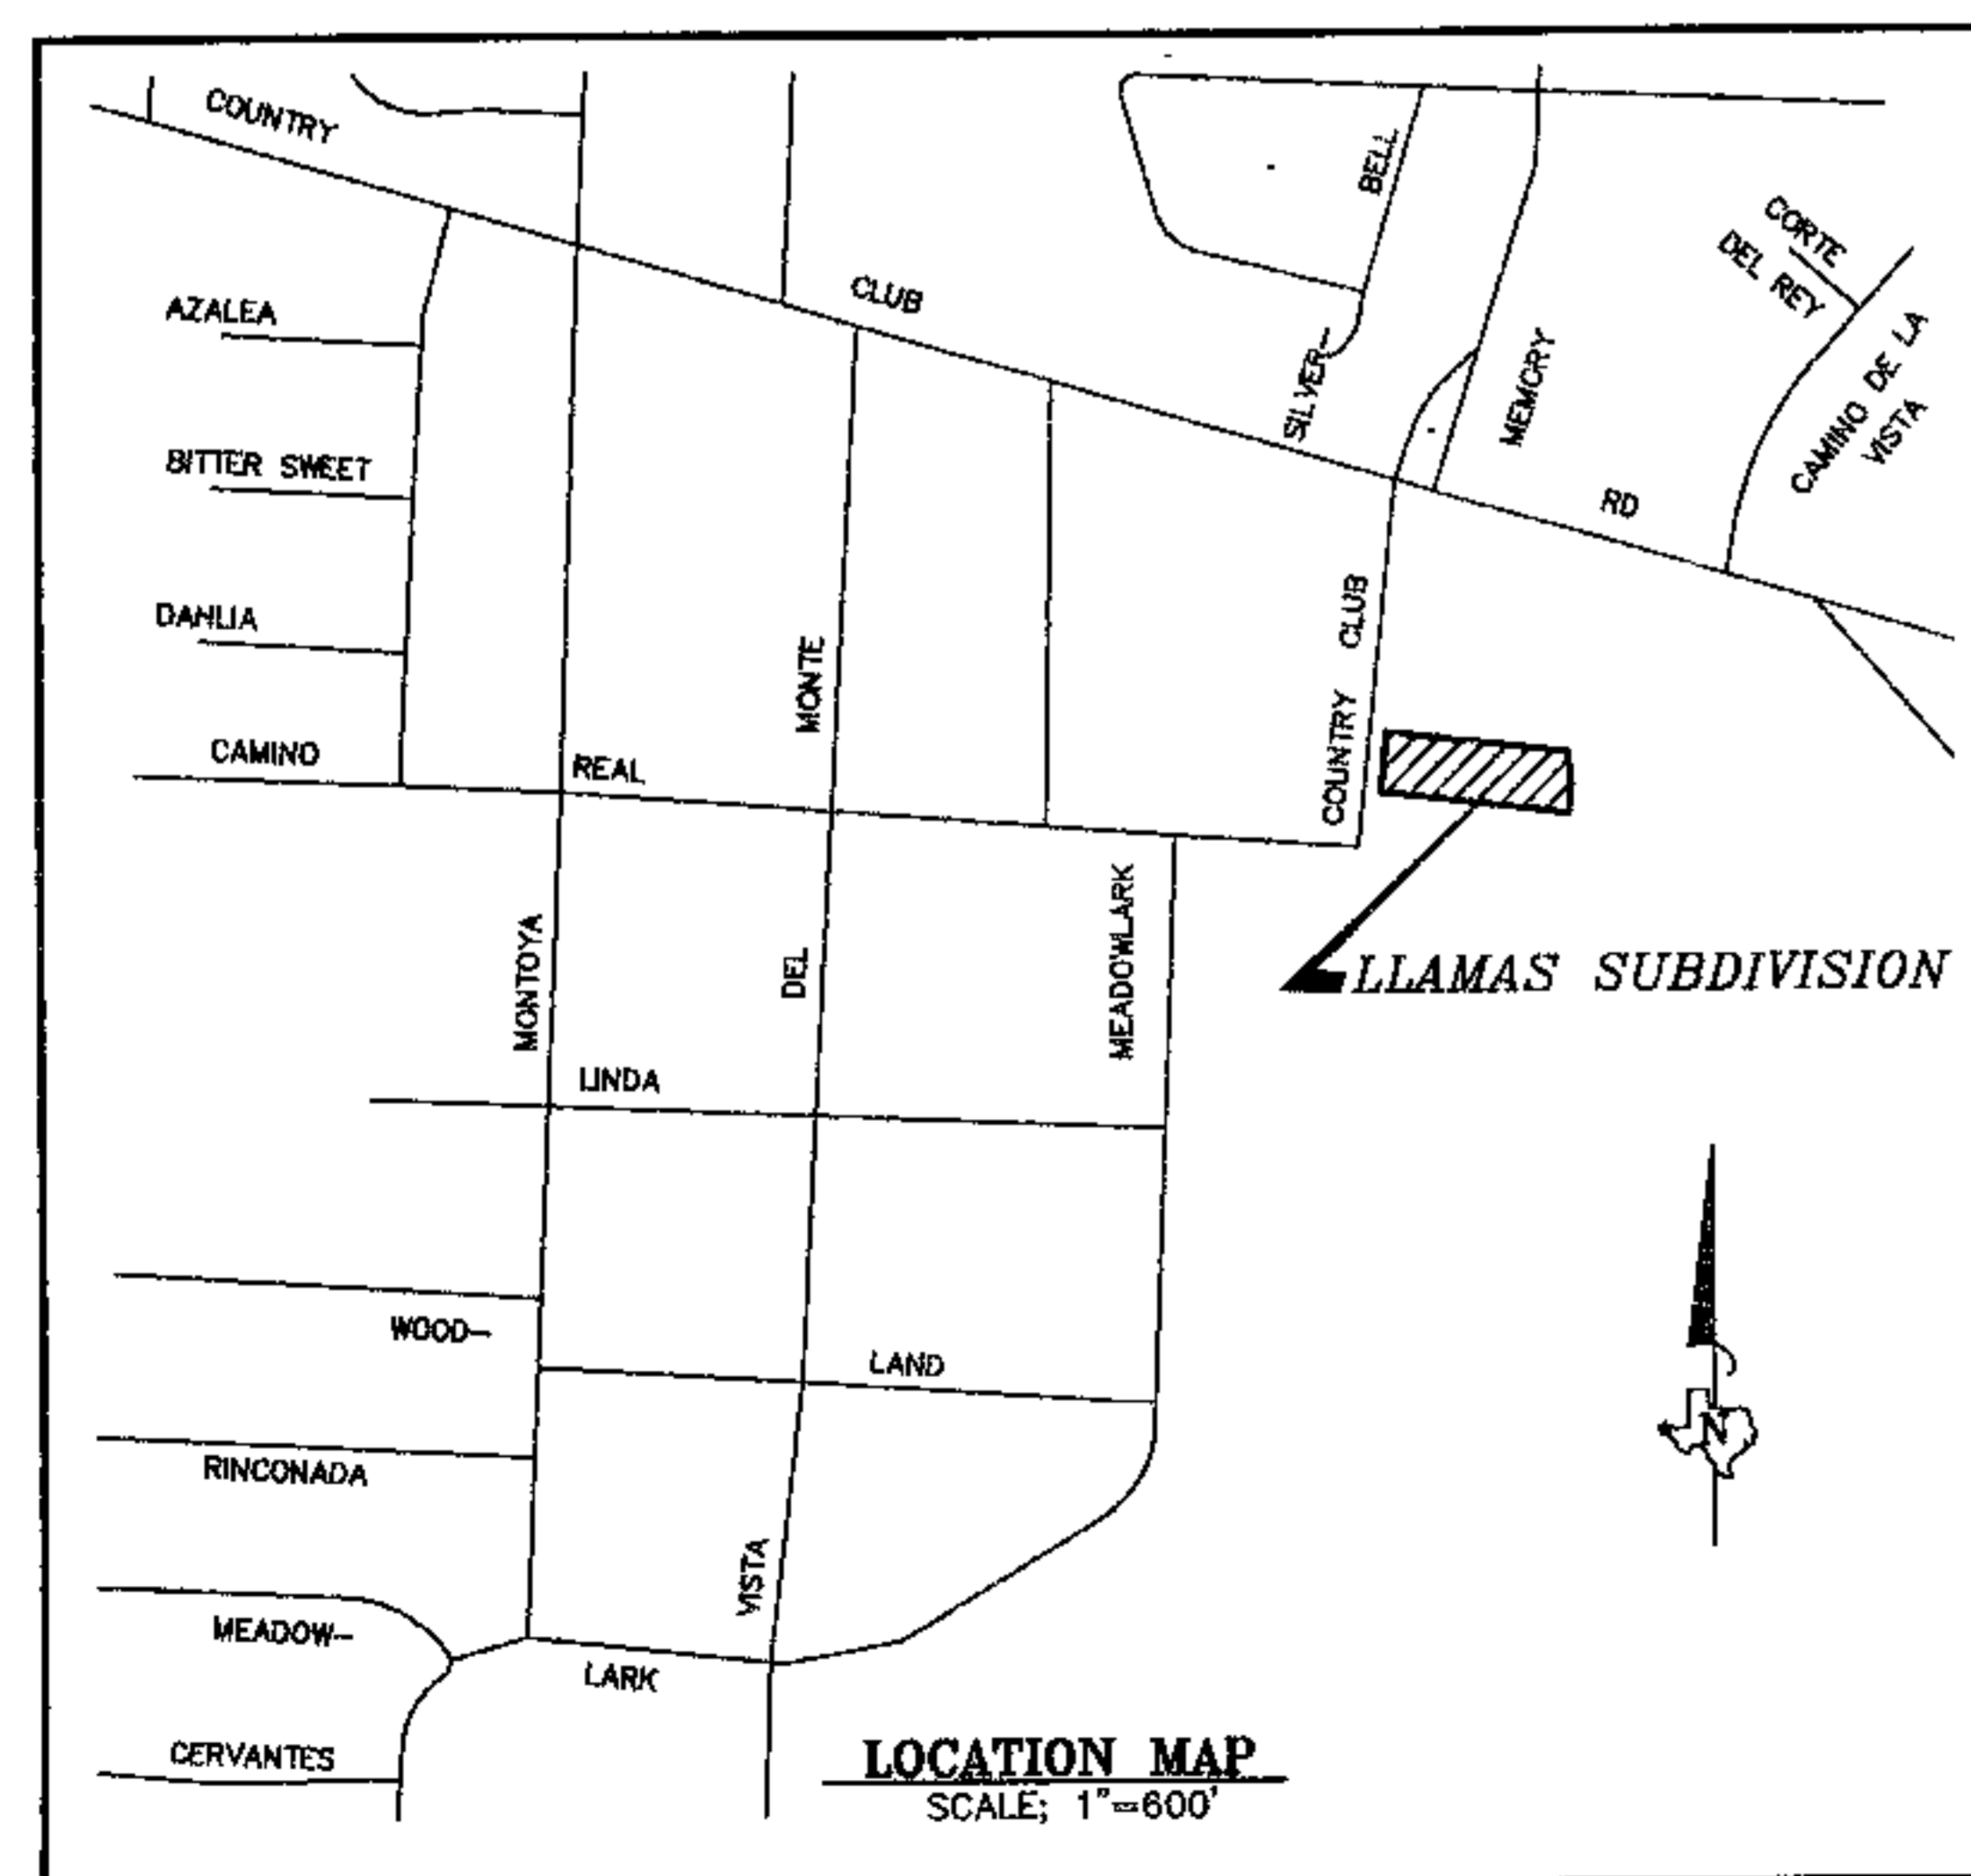 COUNTRY
CLUB
RD
BELL
SILVER-
MEMORY
CORTE
DEL REY
CAMINO DE LA
VISTA
AZALEA
BITTER SWEET
DAHLIA
CAMINO
REAL
MONTE
COUNTRY CLUB
MONTOYA
DEL
MEADOWLARK
LLAMAS SUBDIVISION
LINDA
WOOD-
LAND
RINCONADA
VISTA
MEADOW-
LARK
CERVANTES
N
LOCATION MAP
SCALE; 1"=600'